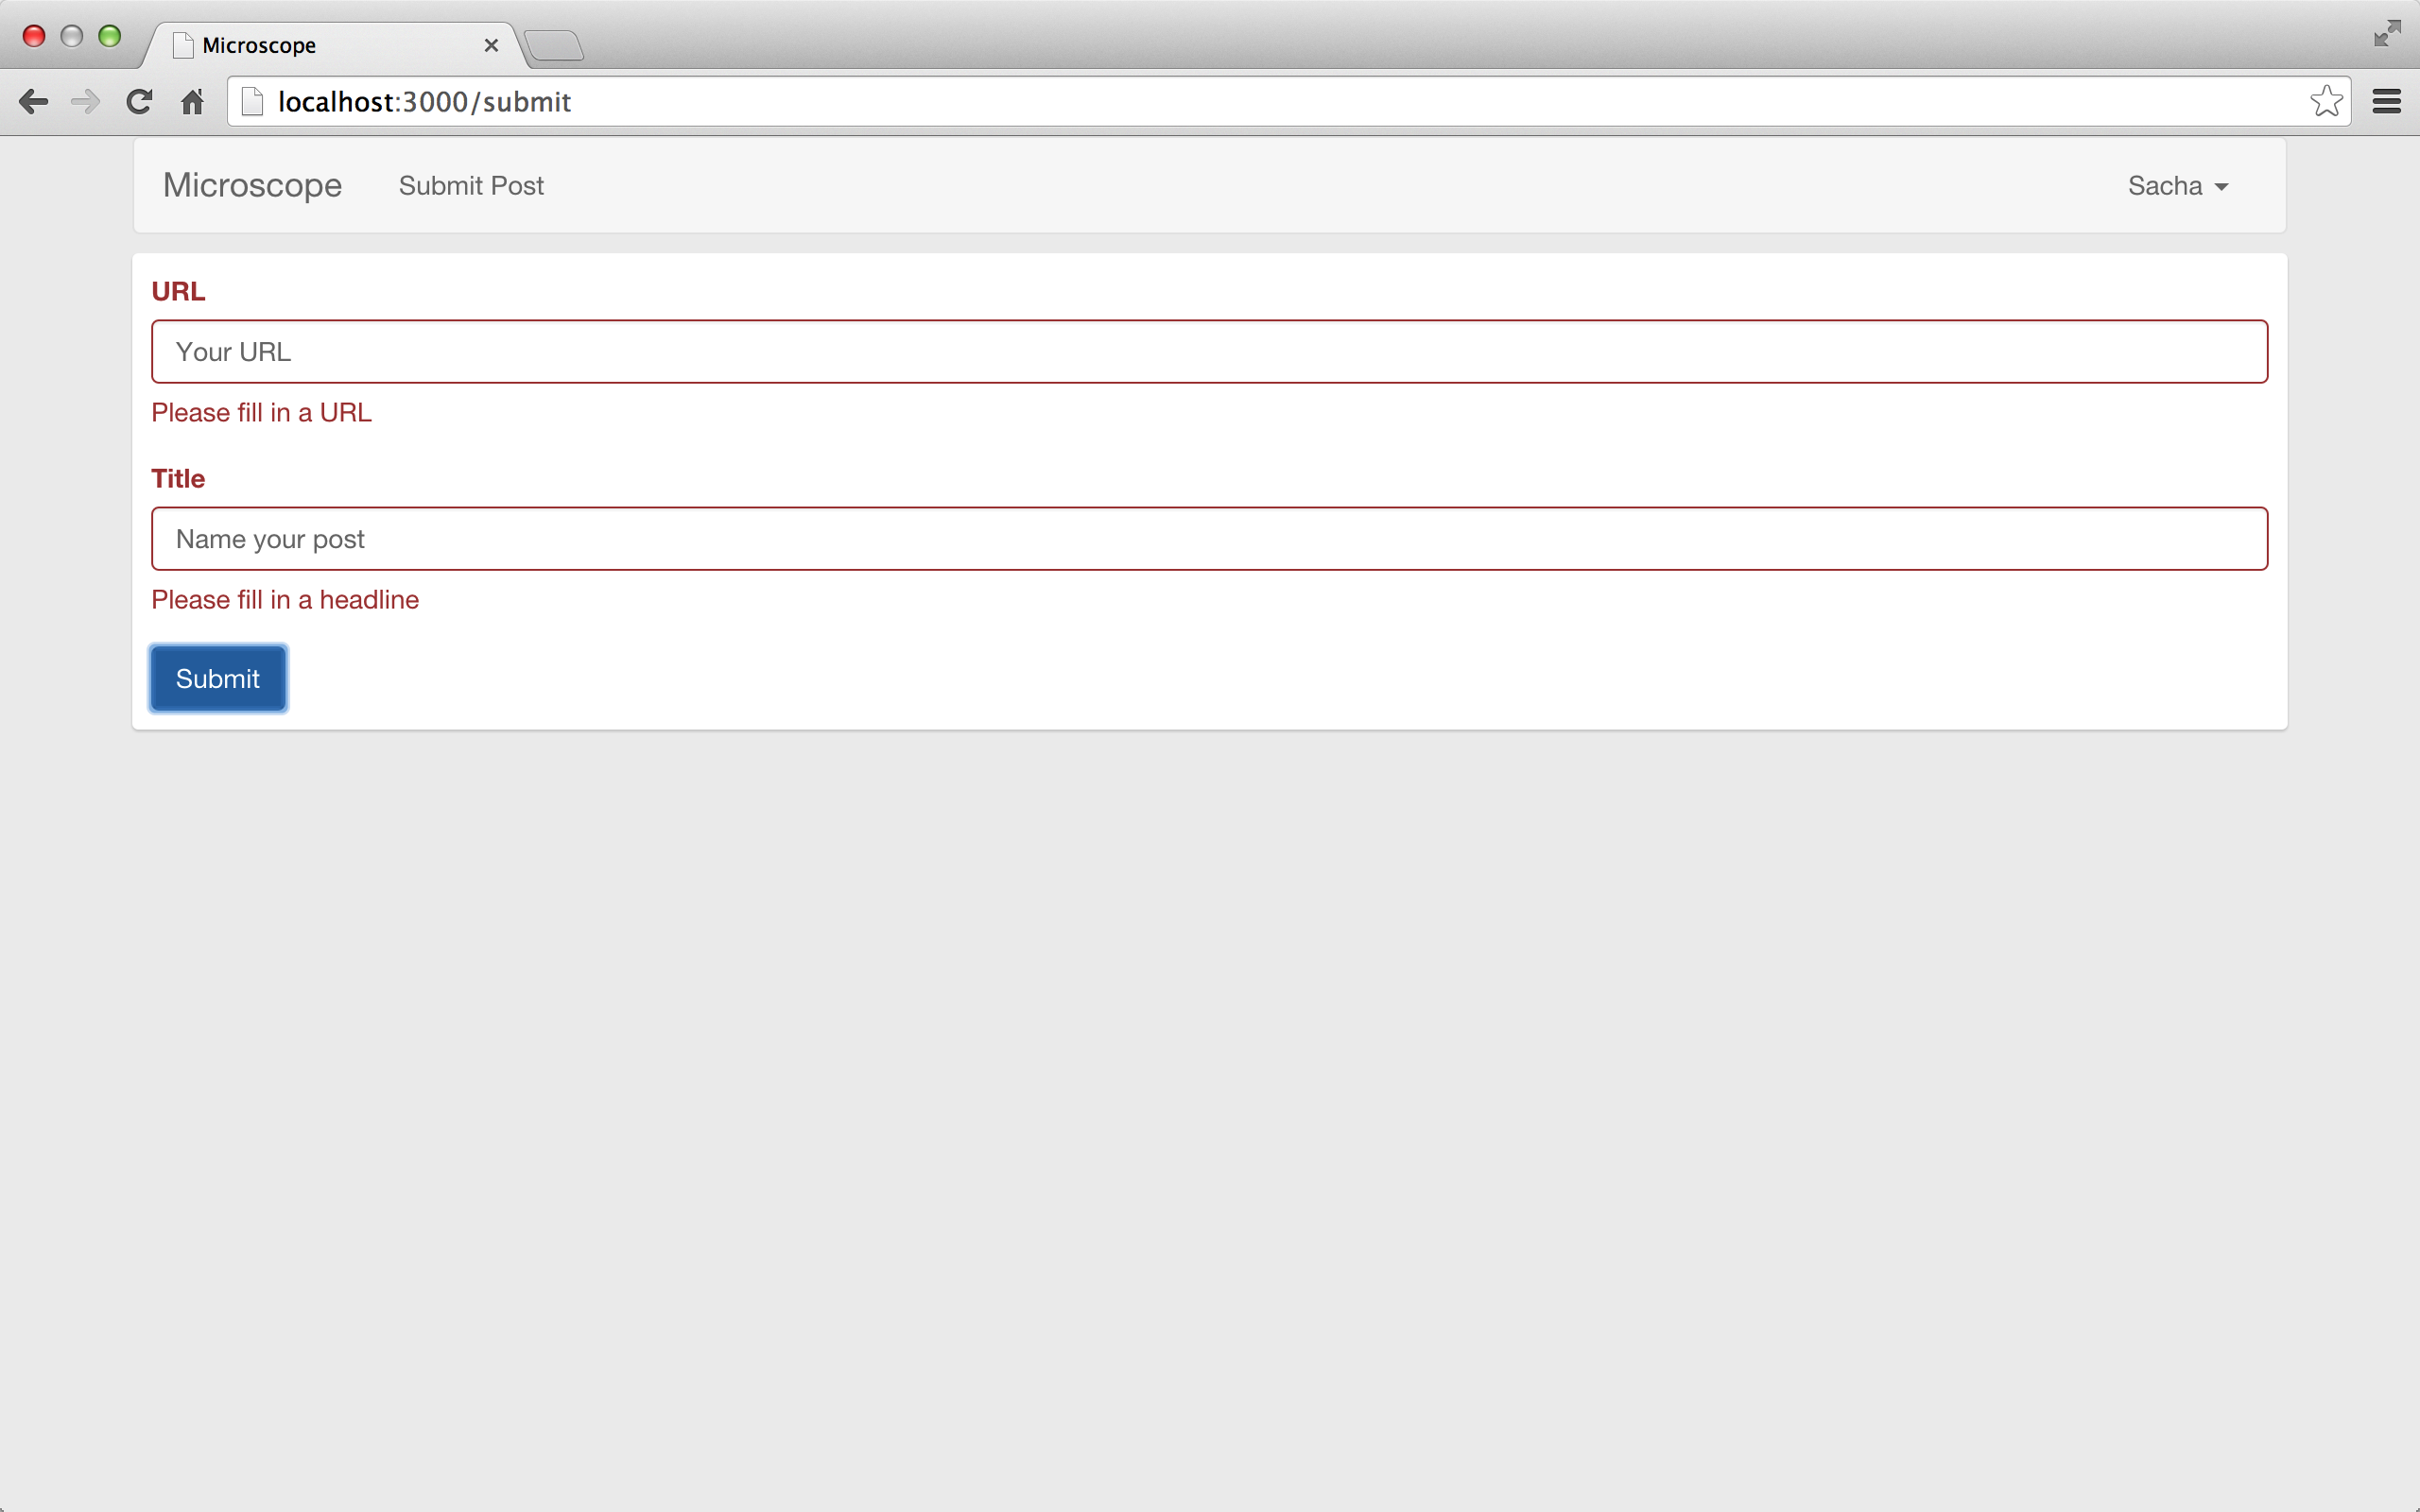 Microscope
localhost:3000/submit
Microscope Submit Post Sacha
URL
Your URL
Please fill in a URL
Title
Name your post
Please fill in a headline
Submit